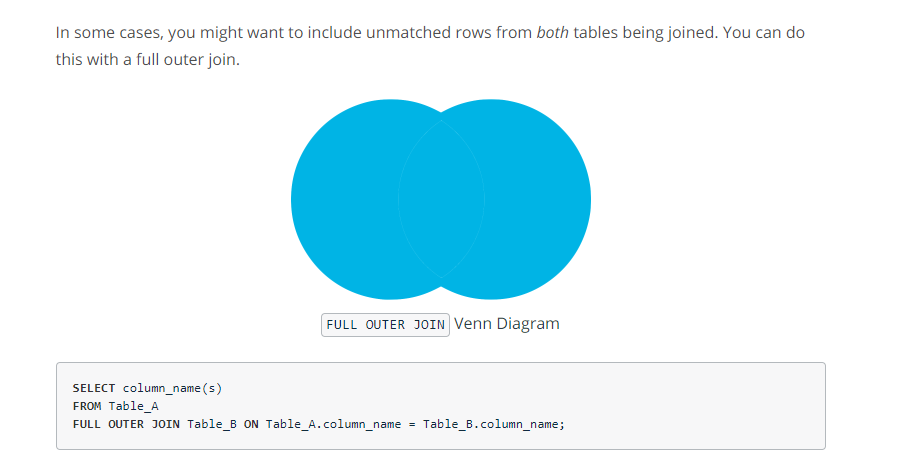 In some cases, you might want to include unmatched rows from both tables being joined. You can do
this with a full outer join.
FULL OUTER JOIN Venn Diagram
SELECT column_name(s)
FROM Table_A
FULL OUTER JOIN Table_B ON Table_A.column_name = Table_B.column_name;